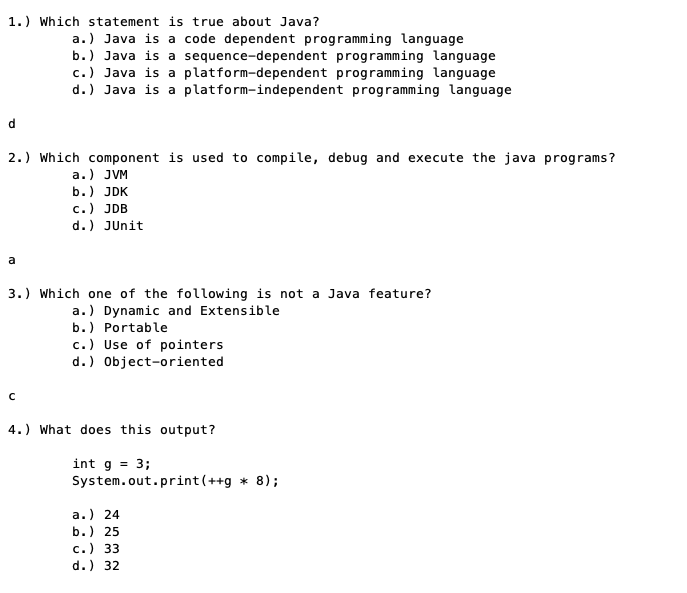 1.) Which statement is true about Java?
a.) Java is a code dependent programming language
b.) Java is a sequence-dependent programming language
c.) Java is a platform-dependent programming language
d.) Java is a platform-independent programming language
d
2.) Which component is used to compile, debug and execute the java programs?
a.) JVM
b.) JDK
c.) JDB
d.) JUnit
a
3.) Which one of the following is not a Java feature?
a.) Dynamic and Extensible
b.) Portable
c.) Use of pointers
d.) Object-oriented
c
4.) What does this output?
int g = 3;
System.out.print(++g * 8);
a.) 24
b.) 25
c.) 33
d.) 32